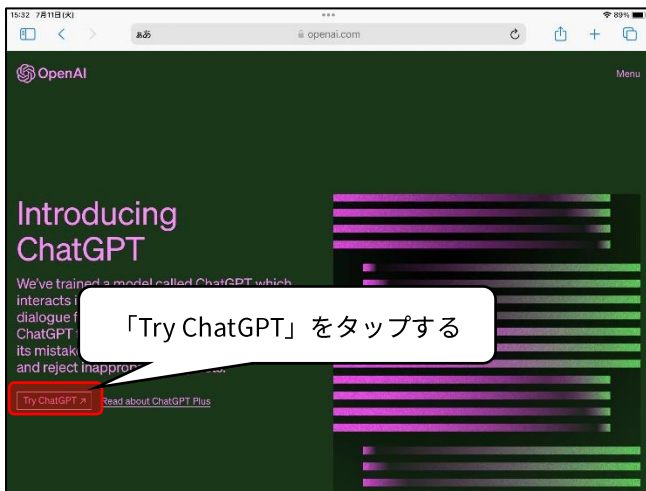 15:32 7月11日(火)
89%
ああ
openai.com
OpenAI
Menu
Introducing
ChatGPT
We've trained a model called ChatGPT which
interacts i
dialogue f
ChatGPT
its mistak
and reject inapprop
「Try ChatGPT」をタップする
Try ChatGPT ↗
Read about ChatGPT Plus